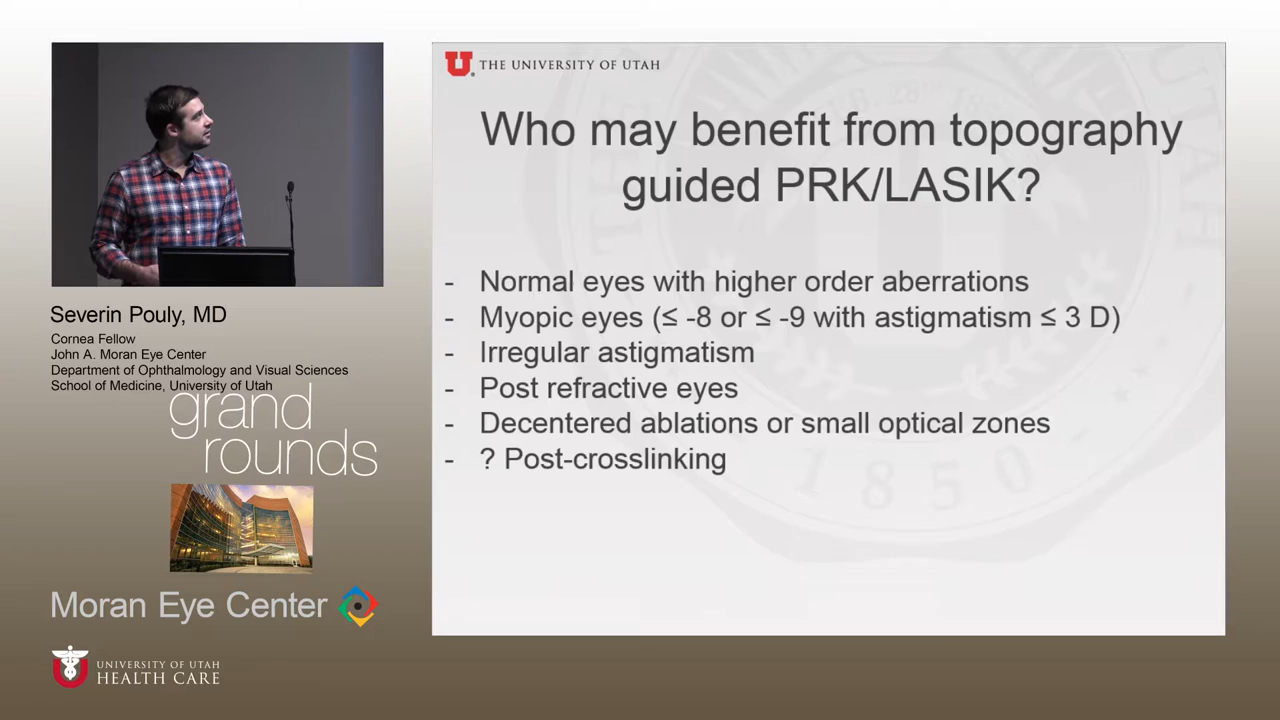 THE UNIVERSITY OF UTAH
Who may benefit from topography
guided PRK/LASIK?
- Normal eyes with higher order aberrations
- Myopic eyes (≤ -8 or ≤ -9 with astigmatism ≤ 3 D)
- Irregular astigmatism
- Post refractive eyes
- Decentered ablations or small optical zones
- ? Post-crosslinking
1850
Severin Pouly, MD
Cornea Fellow
John A. Moran Eye Center
Department of Ophthalmology and Visual Sciences
School of Medicine, University of Utah
grand
rounds
Moran Eye Center
UNIVERSITY OF UTAH
HEALTH CARE